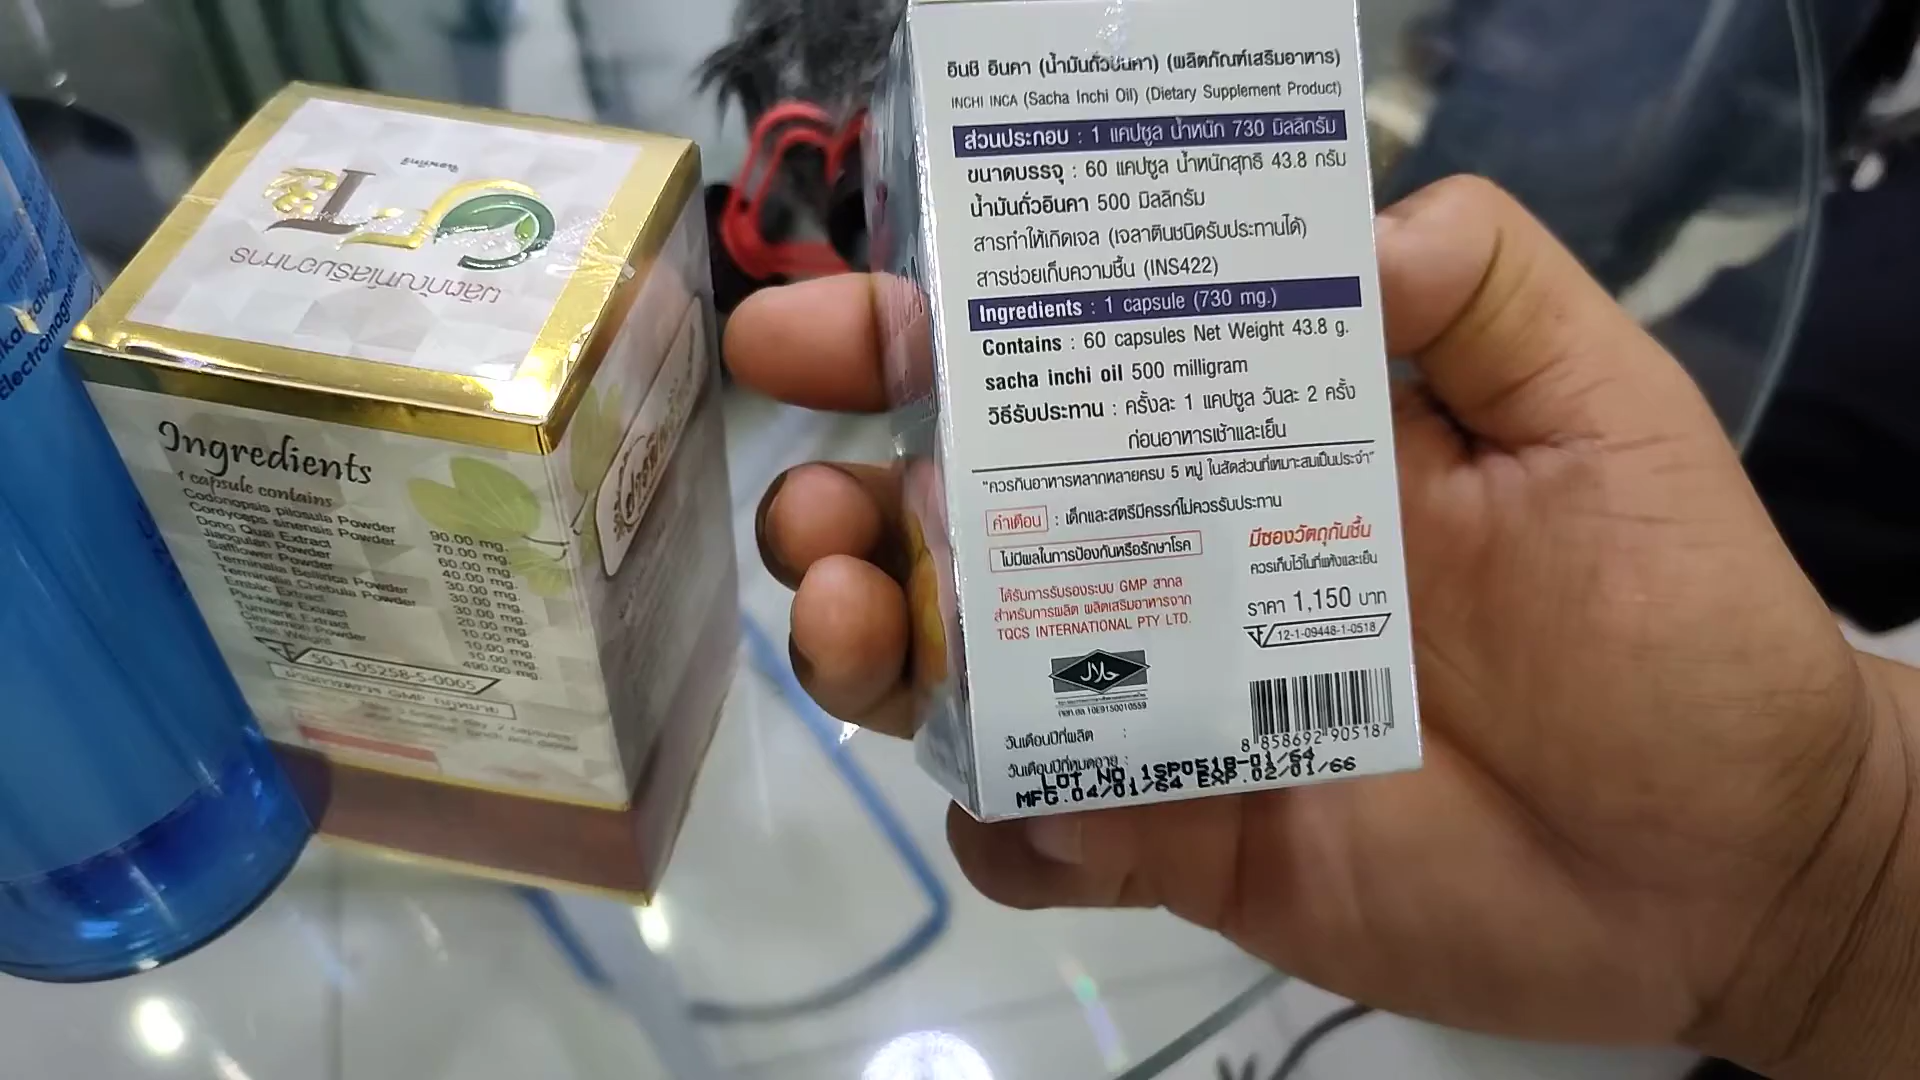 อินชิ อินคา (น้ำมันถั่วอินคา) (ผลิตภัณฑ์เสริมอาหาร)
INCHI INCA (Sacha Inchi Oil) (Dietary Supplement Product)
ส่วนประกอบ : 1 แคปซูล น้ำหนัก 730 มิลลิกรัม
ขนาดบรรจุ : 60 แคปซูล น้ำหนักสุทธิ 43.8 กรัม
น้ำมันถั่วอินคา 500 มิลลิกรัม
สารทำให้เกิดเจล (เจลาตินชนิดรับประทานได้)
สารช่วยเก็บความชื้น (INS422)
Ingredients : 1 capsule (730 mg.)
Contains : 60 capsules Net Weight 43.8 g.
sacha inchi oil 500 milligram
วิธีรับประทาน : ครั้งละ 1 แคปซูล วันละ 2 ครั้ง
ก่อนอาหารเช้าและเย็น
"ควรกินอาหารหลากหลายครบ 5 หมู่ ในสัดส่วนที่เหมาะสมเป็นประจำ"
คำเตือน : เด็กและสตรีมีครรภ์ไม่ควรรับประทาน
ไม่มีผลในการป้องกันหรือรักษาโรค
มีซองวัตถุกันชื้น
ควรเก็บไว้ในที่แห้งและเย็น
ได้รับการรับรองระบบ GMP สากล
สำหรับการผลิต ผลิตเสริมอาหารจาก
TQCS INTERNATIONAL PTY LTD.
ราคา 1,150 บาท
12-1-09448-1-0518
วันเดือนปีที่ผลิต :
วันเดือนปีที่หมดอายุ :
8 858692 905187
LOT NO. 1SP0518-01/64
MFG.04/01/64 EXP.02/01/66
ผลิตภัณฑ์เสริมอาหาร
Ingredients
1 capsule contains
Codonopsis pilosula Powder 90.00 mg.
Cordyceps sinensis Powder 70.00 mg.
Dong Quai Extract 60.00 mg.
Jiaogulan Powder 40.00 mg.
Safflower Powder 30.00 mg.
Terminalia Bellirica Powder 30.00 mg.
Terminalia Chebula Powder 30.00 mg.
Emblic Extract 20.00 mg.
Plu-kaow Extract 10.00 mg.
Turmeric Extract 10.00 mg.
Cinnamon Powder 10.00 mg.
Total Weight 490.00 mg.
50-1-05258-5-0065
Electromagnetic